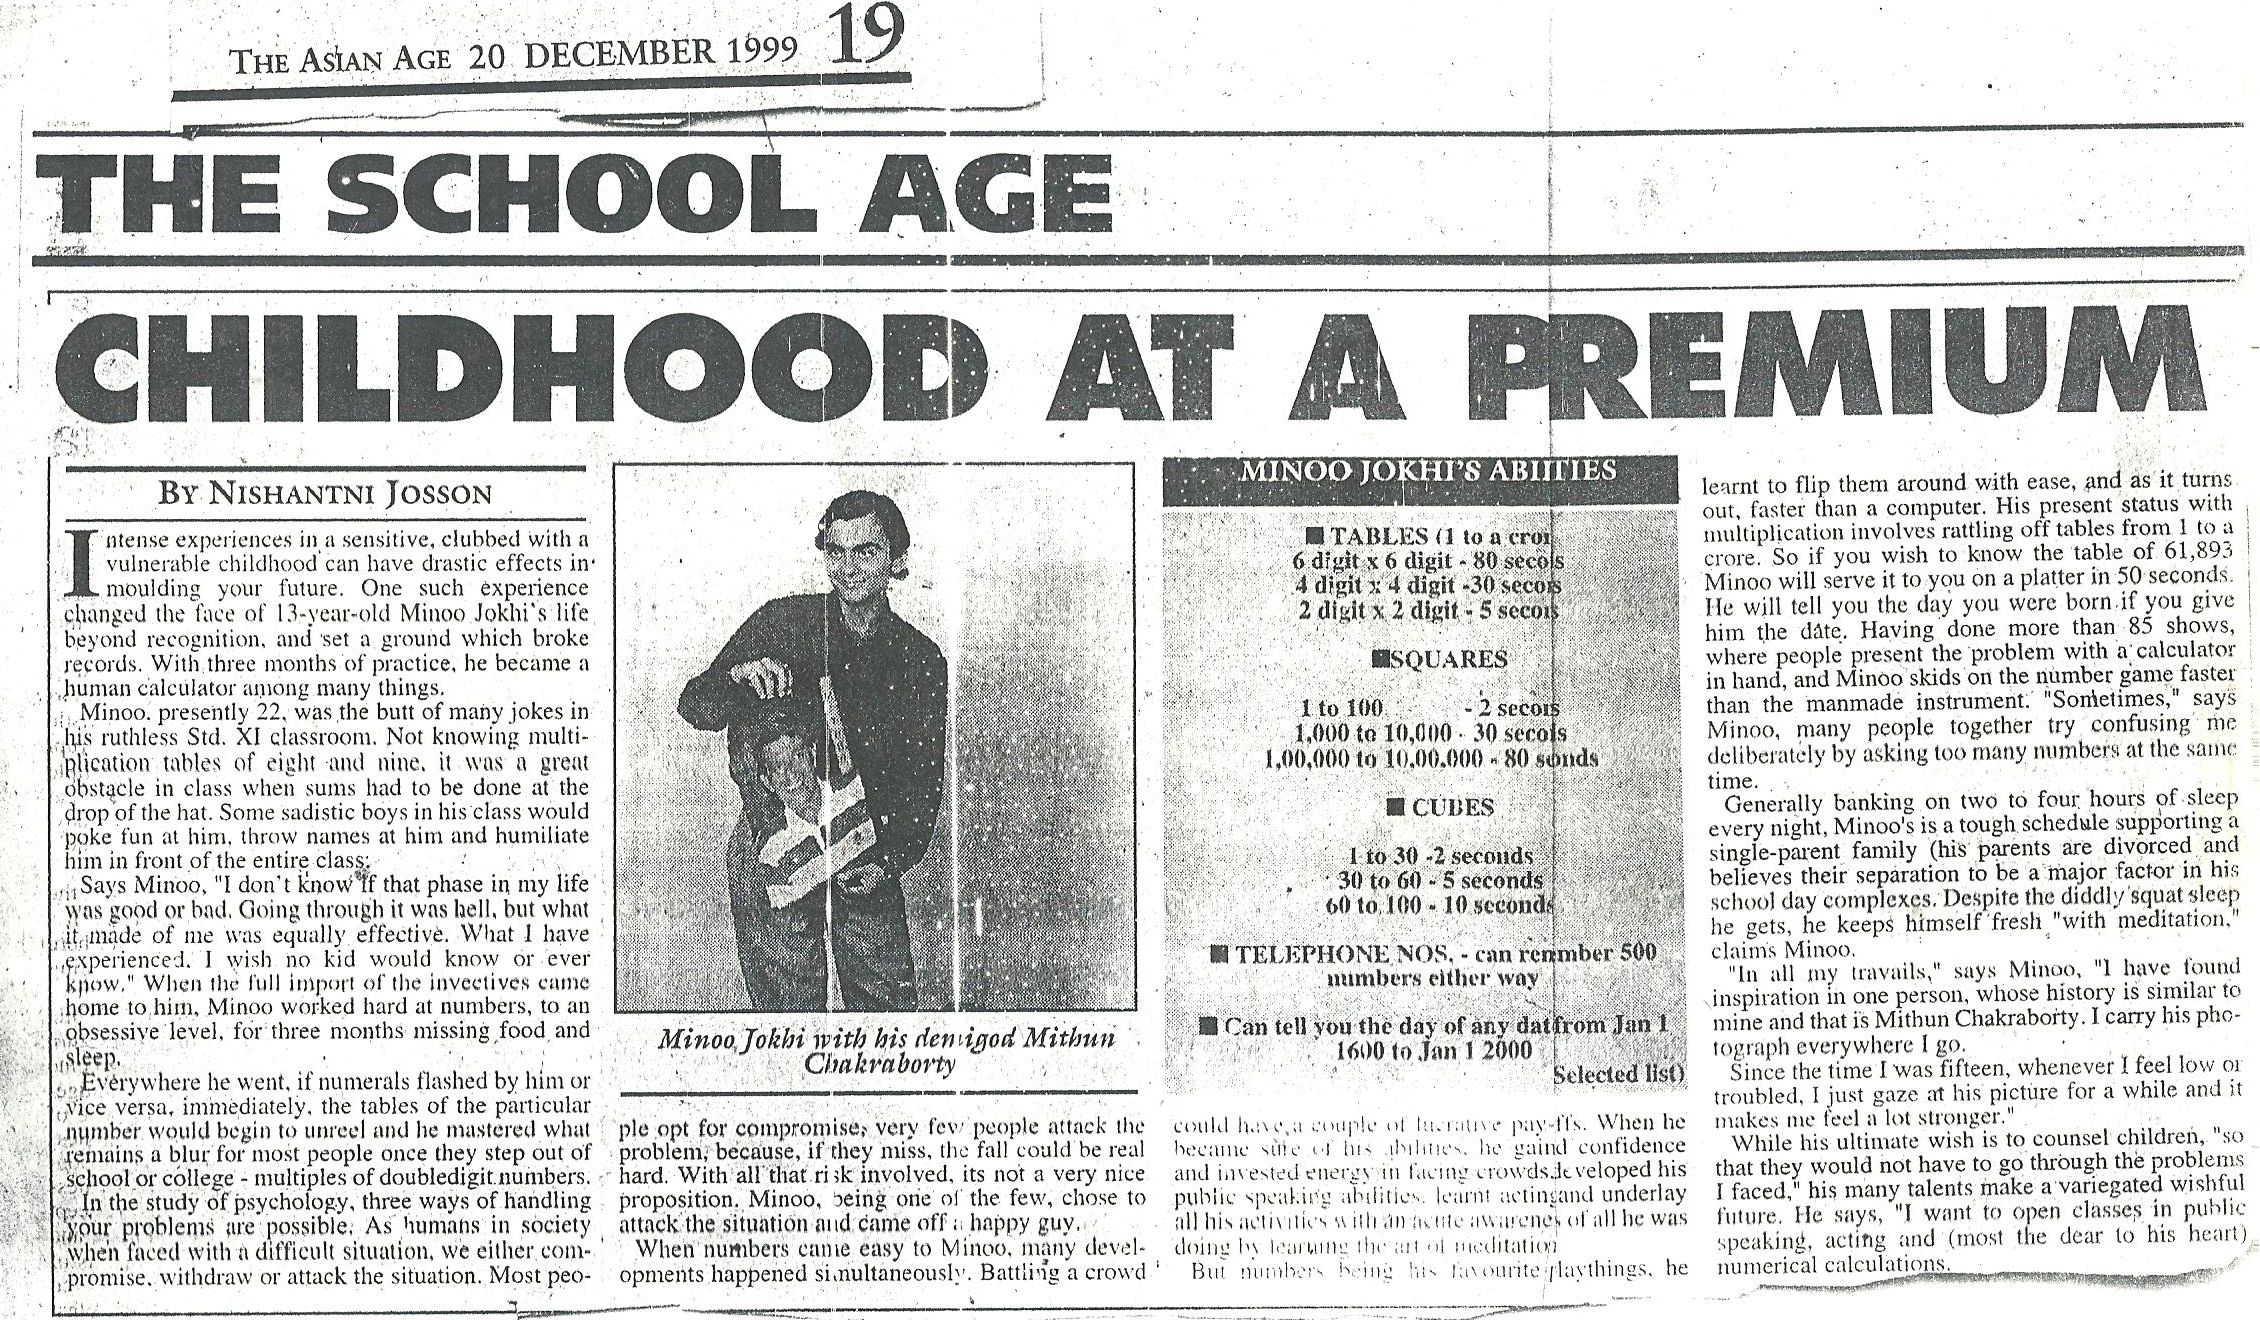 THE ASIAN AGE 20 DECEMBER 1999 19
THE SCHOOL AGE
CHILDHOOD AT A PREMIUM
BY NISHANTNI JOSSON
Intense experiences in a sensitive, clubbed with a
vulnerable childhood can have drastic effects in
moulding your future. One such experience
changed the face of 13-year-old Minoo Jokhi's life
beyond recognition, and set a ground which broke
records. With three months of practice, he became a
human calculator among many things.
Minoo, presently 22, was the butt of many jokes in
his ruthless Std. XI classroom. Not knowing multi-
plication tables of eight and nine, it was a great
obstacle in class when sums had to be done at the
drop of the hat. Some sadistic boys in his class would
poke fun at him, throw names at him and humiliate
him in front of the entire class.
Says Minoo, "I don't know if that phase in my life
was good or bad. Going through it was hell, but what
it made of me was equally effective. What I have
experienced, I wish no kid would know or ever
know." When the full import of the invectives came
home to him, Minoo worked hard at numbers, to an
obsessive level, for three months missing food and
sleep.
Everywhere he went, if numerals flashed by him or
vice versa, immediately, the tables of the particular
number would begin to unreel and he mastered what
remains a blur for most people once they step out of
school or college - multiples of doubledigit numbers.
In the study of psychology, three ways of handling
your problems are possible. As humans in society
when faced with a difficult situation, we either com-
promise, withdraw or attack the situation. Most peo-
Minoo Jokhi with his demigod Mithun
Chakraborty
ple opt for compromise, very few people attack the
problem, because, if they miss, the fall could be real
hard. With all that risk involved, its not a very nice
proposition. Minoo, being one of the few, chose to
attack the situation and came off a happy guy.
When numbers came easy to Minoo, many devel-
opments happened simultaneously. Battling a crowd
MINOO JOKHI'S ABIITIES
■ TABLES (1 to a cror
6 digit x 6 digit - 80 secois
4 digit x 4 digit -30 secois
2 digit x 2 digit - 5 secois
■SQUARES
1 to 100 - 2 secois
1,000 to 10,000 - 30 secois
1,00,000 to 10,00,000 - 80 sonds
■ CUBES
1 to 30 -2 seconds
30 to 60 - 5 seconds
60 to 100 - 10 seconds
■ TELEPHONE NOS. - can renmber 500
numbers either way
■ Can tell you the day of any datfrom Jan 1
1600 to Jan 1 2000
Selected list)
could have a couple of lucrative pay-ffs. When he
became sure of his abilities, he gaind confidence
and invested energy in facing crowds, developed his
public speaking abilities, learnt actingand underlay
all his activities with an acute awarenes of all he was
doing by learning the art of meditation
But numbers being his favourite playthings, he
learnt to flip them around with ease, and as it turns
out, faster than a computer. His present status with
multiplication involves rattling off tables from 1 to a
crore. So if you wish to know the table of 61,893
Minoo will serve it to you on a platter in 50 seconds.
He will tell you the day you were born if you give
him the date. Having done more than 85 shows,
where people present the problem with a calculator
in hand, and Minoo skids on the number game faster
than the manmade instrument. "Sometimes," says
Minoo, many people together try confusing me
deliberately by asking too many numbers at the same
time.
Generally banking on two to four hours of sleep
every night, Minoo's is a tough schedule supporting a
single-parent family (his parents are divorced and
believes their separation to be a major factor in his
school day complexes. Despite the diddly squat sleep
he gets, he keeps himself fresh "with meditation,"
claims Minoo.
"In all my travails," says Minoo, "I have found
inspiration in one person, whose history is similar to
mine and that is Mithun Chakraborty. I carry his pho-
tograph everywhere I go.
Since the time I was fifteen, whenever I feel low or
troubled, I just gaze at his picture for a while and it
makes me feel a lot stronger."
While his ultimate wish is to counsel children, "so
that they would not have to go through the problems
I faced," his many talents make a variegated wishful
future. He says, "I want to open classes in public
speaking, acting and (most the dear to his heart)
numerical calculations.